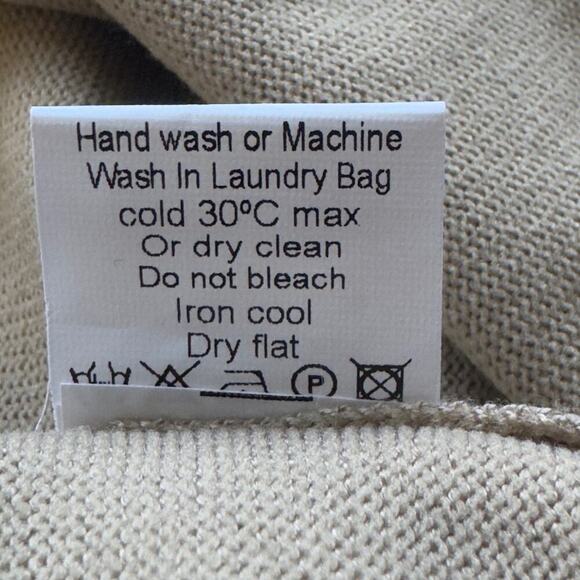 Hand wash or Machine
Wash In Laundry Bag
cold 30ºC max
Or dry clean
Do not bleach
Iron cool
Dry flat
P